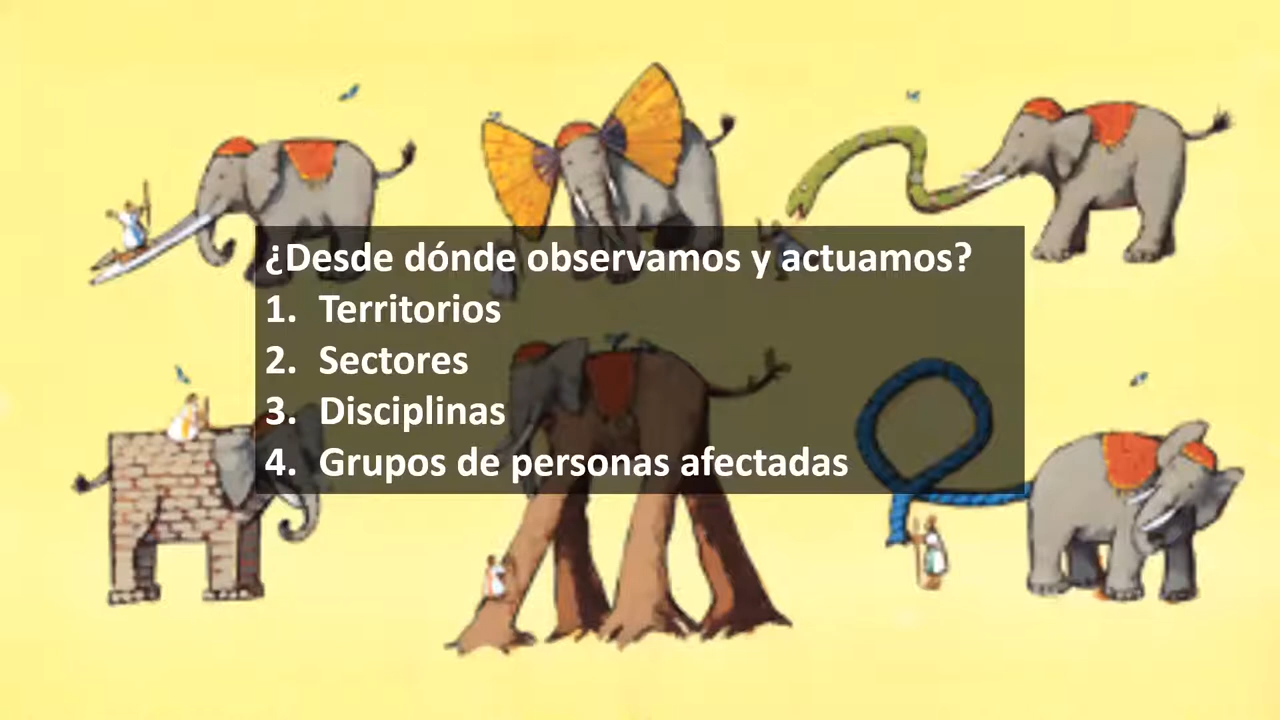 ¿Desde dónde observamos y actuamos?
1. Territorios
2. Sectores
3. Disciplinas
4. Grupos de personas afectadas